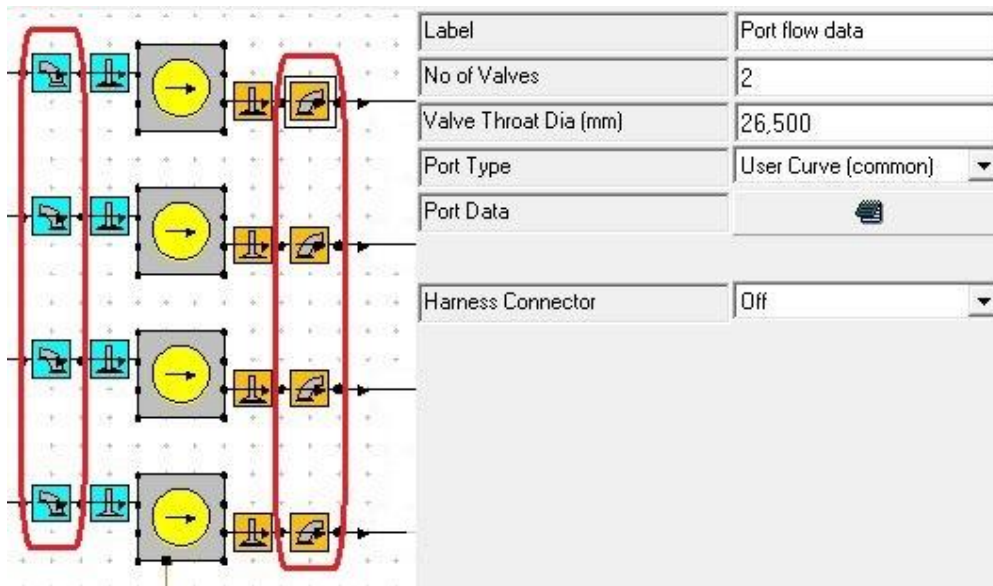 Label Port flow data
No of Valves 2
Valve Throat Dia (mm) 26,500
Port Type User Curve (common)
Port Data
Harness Connector Off